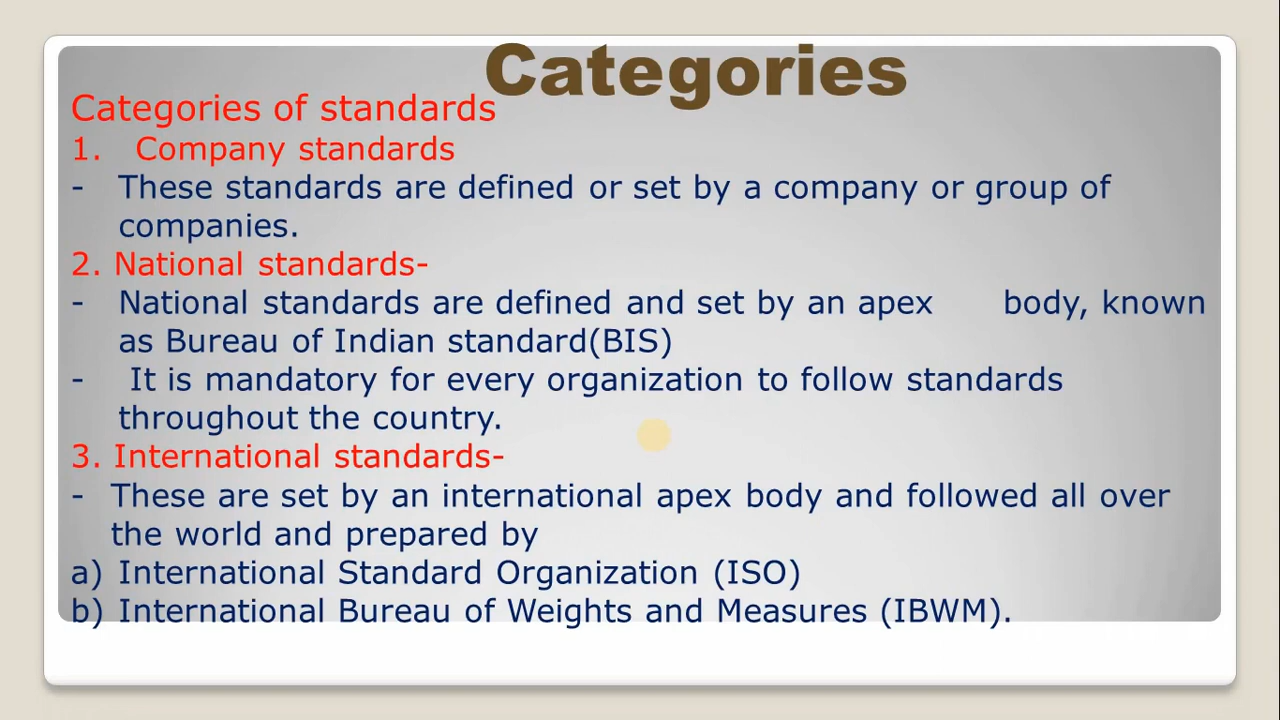 Categories
Categories of standards
1. Company standards
- These standards are defined or set by a company or group of
companies.
2. National standards-
- National standards are defined and set by an apex body, known
as Bureau of Indian standard(BIS)
- It is mandatory for every organization to follow standards
throughout the country.
3. International standards-
- These are set by an international apex body and followed all over
the world and prepared by
a) International Standard Organization (ISO)
b) International Bureau of Weights and Measures (IBWM).